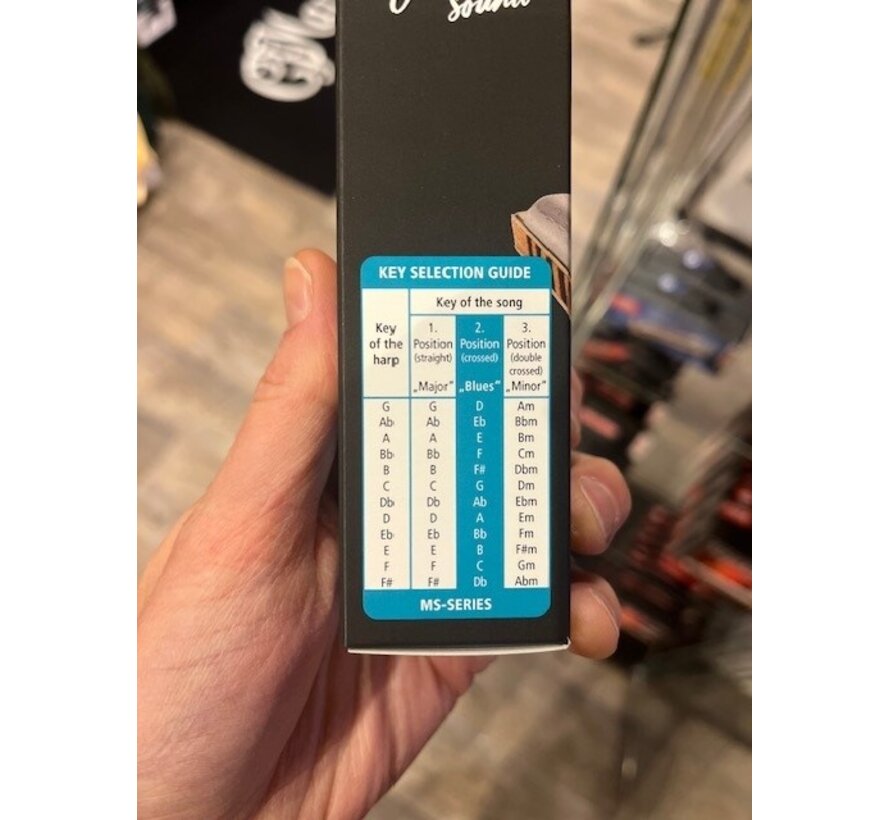 Sound
KEY SELECTION GUIDE
Key of the harp
Key of the song
1. Position (straight) „Major“
2. Position (crossed) „Blues“
3. Position (double crossed) „Minor“
G G D Am
Ab Ab Eb Bbm
A A E Bm
Bb Bb F Cm
B B F# Dbm
C C G Dm
Db Db Ab Ebm
D D A Em
Eb Eb Bb Fm
E E B F#m
F F C Gm
F# F# Db Abm
MS-SERIES